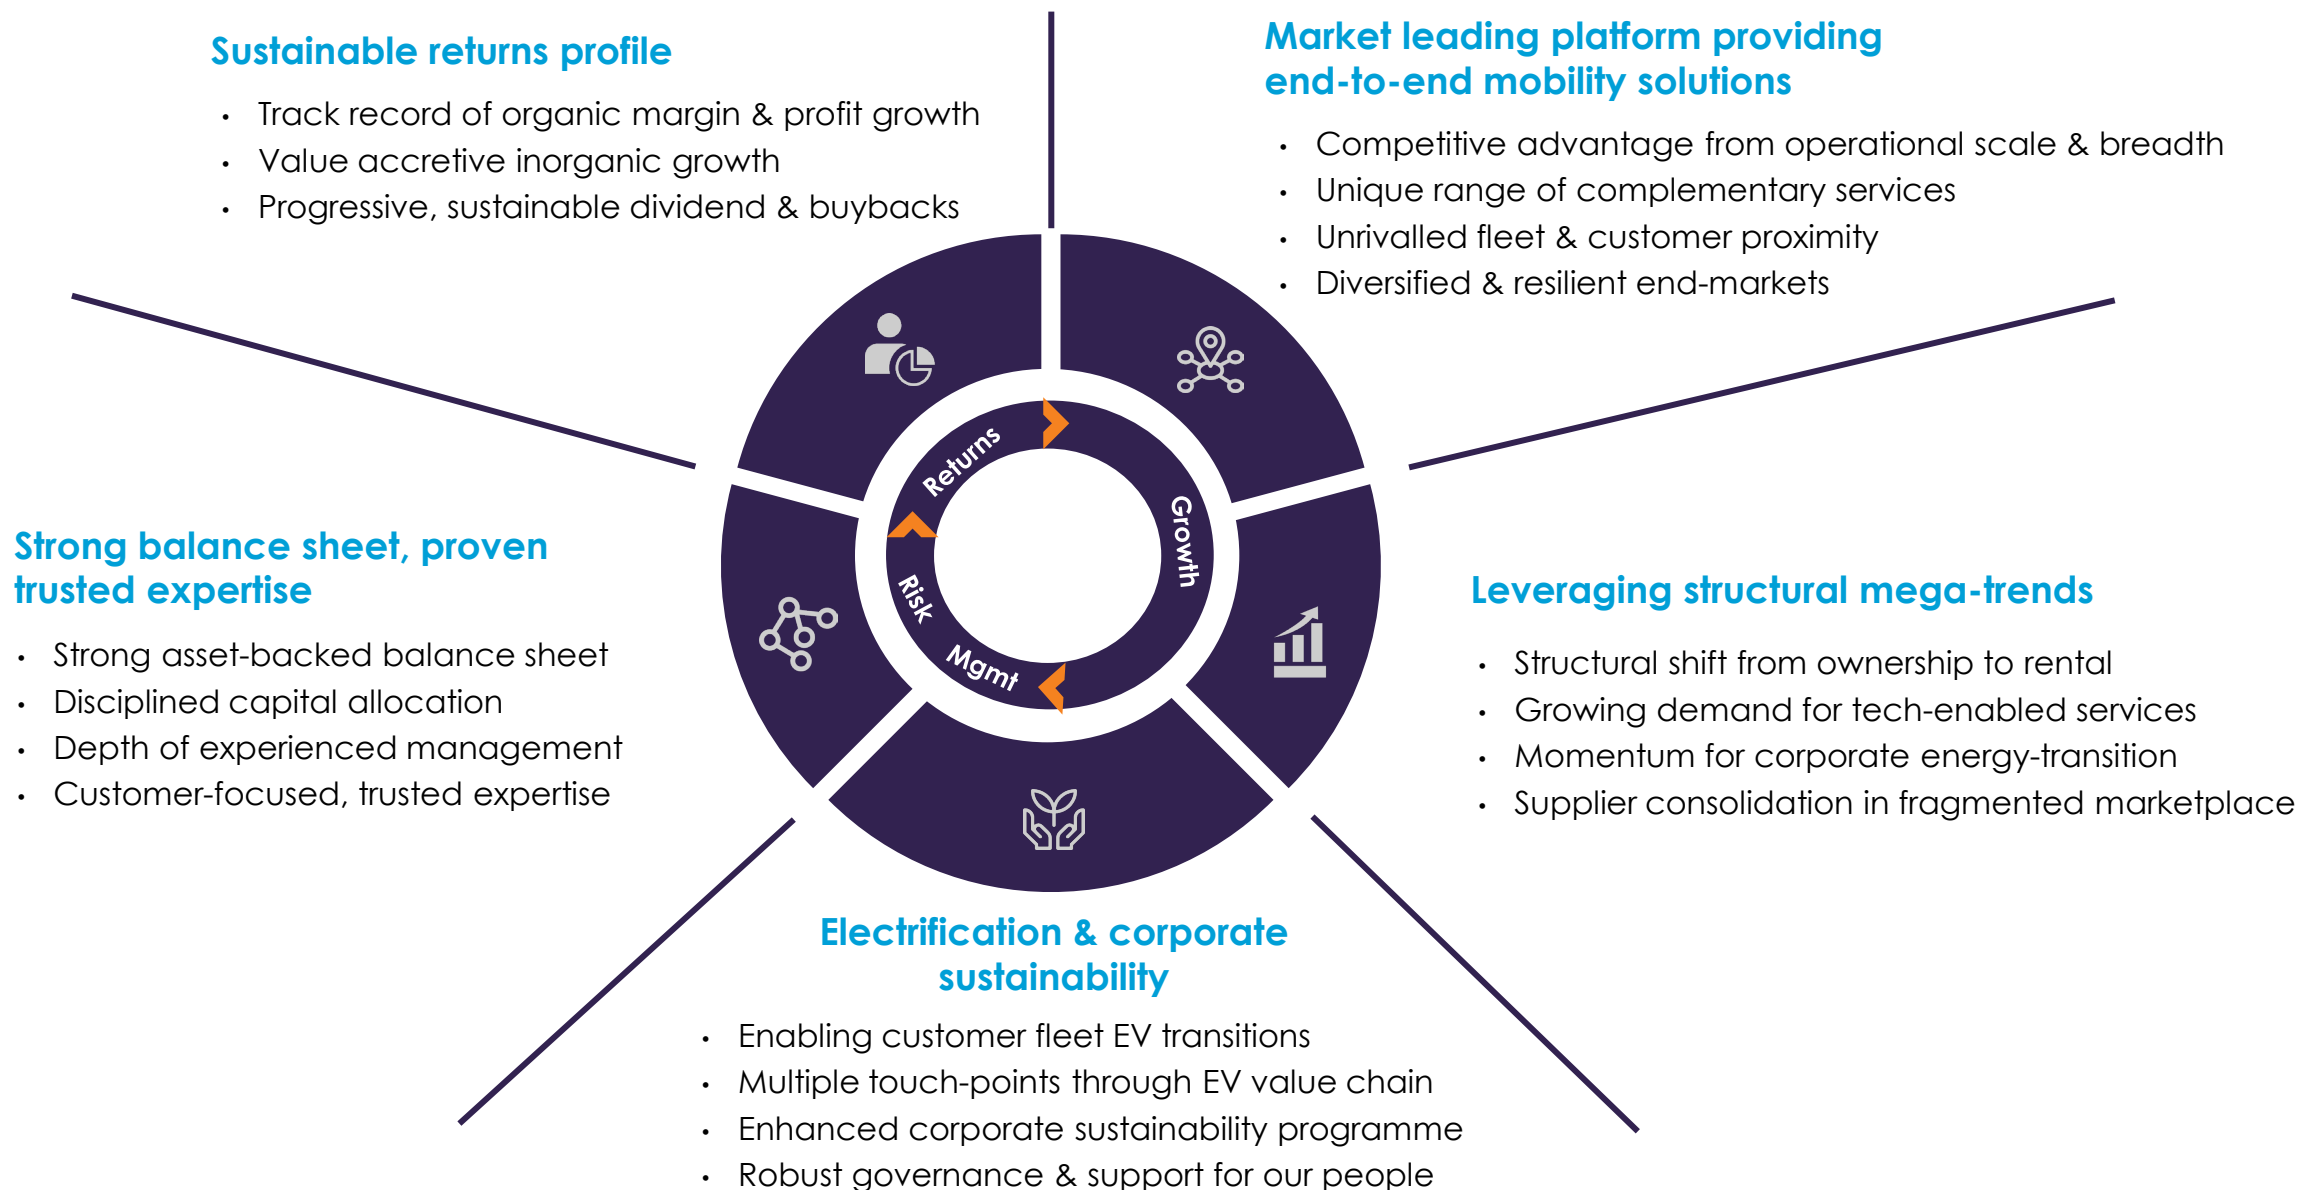 Sustainable returns profile
• Track record of organic margin & profit growth
• Value accretive inorganic growth
• Progressive, sustainable dividend & buybacks
Market leading platform providing
end-to-end mobility solutions
• Competitive advantage from operational scale & breadth
• Unique range of complementary services
• Unrivalled fleet & customer proximity
• Diversified & resilient end-markets
Returns
Growth
Risk
Mgmt
Strong balance sheet, proven
trusted expertise
• Strong asset-backed balance sheet
• Disciplined capital allocation
• Depth of experienced management
• Customer-focused, trusted expertise
Leveraging structural mega-trends
• Structural shift from ownership to rental
• Growing demand for tech-enabled services
• Momentum for corporate energy-transition
• Supplier consolidation in fragmented marketplace
Electrification & corporate
sustainability
• Enabling customer fleet EV transitions
• Multiple touch-points through EV value chain
• Enhanced corporate sustainability programme
• Robust governance & support for our people